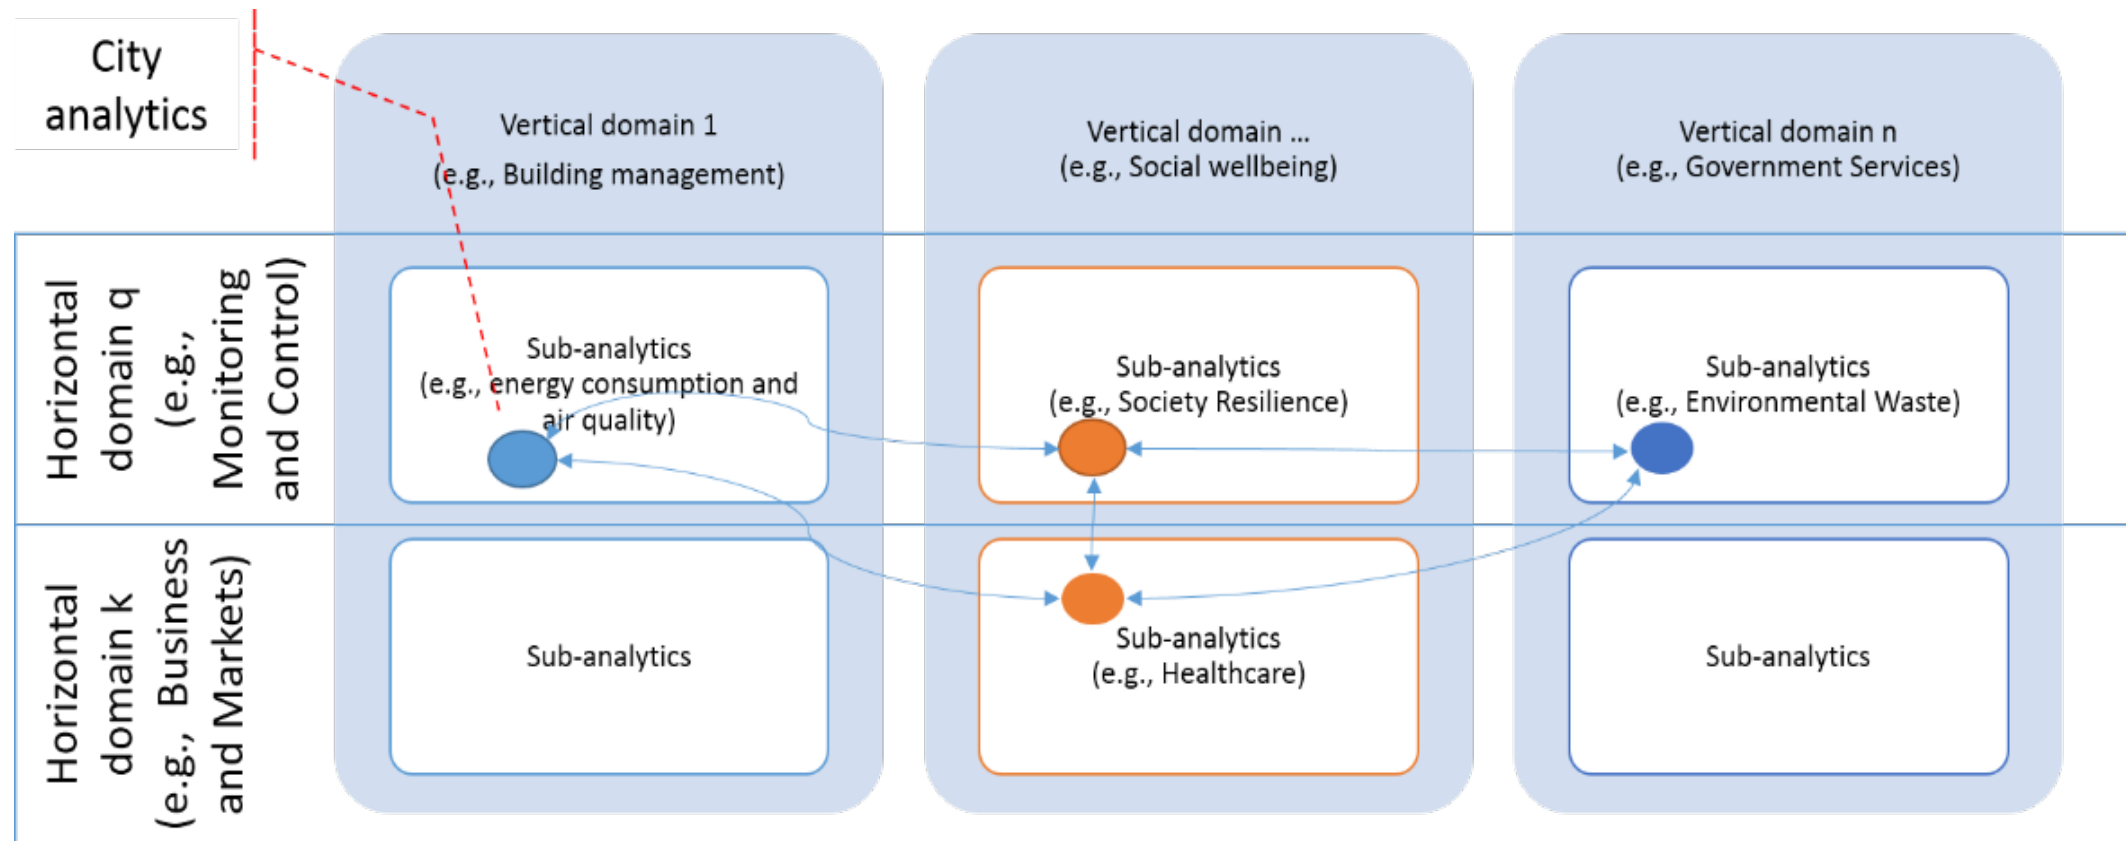 City
analytics
Vertical domain 1
(e.g., Building management)
Vertical domain ...
(e.g., Social wellbeing)
Vertical domain n
(e.g., Government Services)
Horizontal
domain q
(e.g.,
Monitoring
and Control)
Sub-analytics
(e.g., energy consumption and
air quality)
Sub-analytics
(e.g., Society Resilience)
Sub-analytics
(e.g., Environmental Waste)
Horizontal
domain k
(e.g., Business
and Markets)
Sub-analytics
Sub-analytics
(e.g., Healthcare)
Sub-analytics